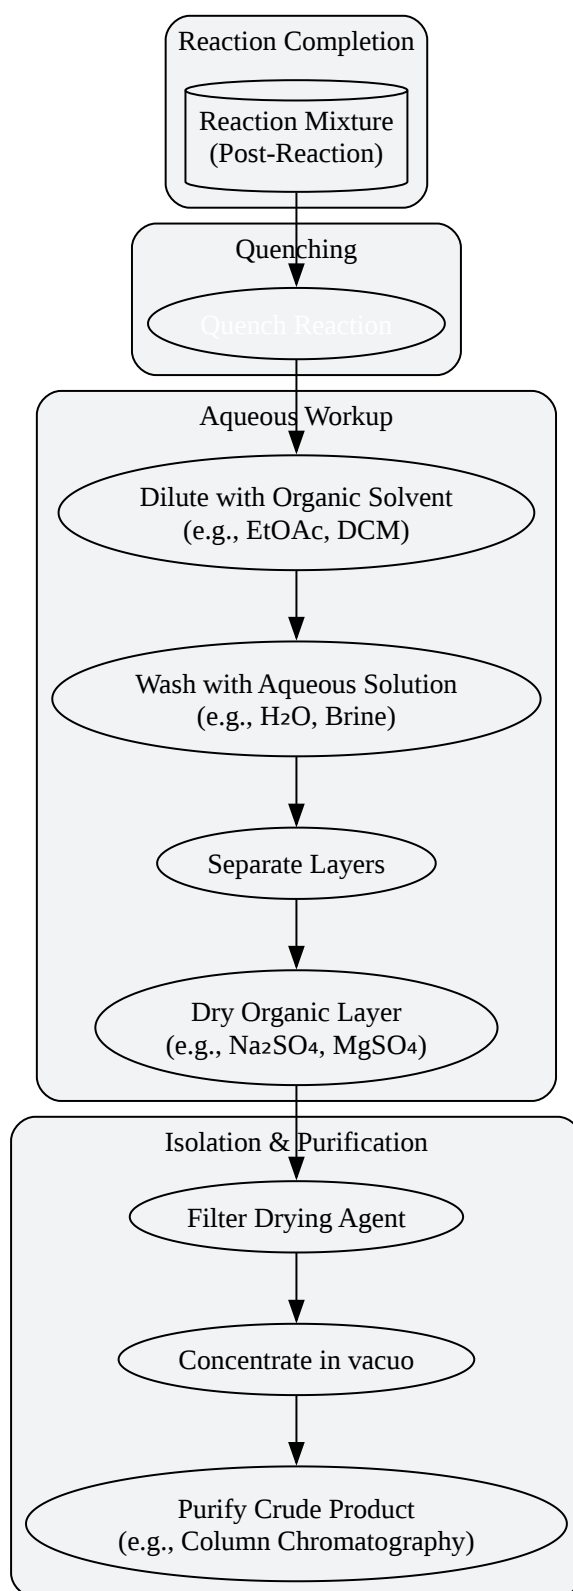 Reaction Completion
Reaction Mixture
(Post-Reaction)
Quenching
Quench Reaction
Aqueous Workup
Dilute with Organic Solvent
(e.g., EtOAc, DCM)
Wash with Aqueous Solution
(e.g., H₂O, Brine)
Separate Layers
Dry Organic Layer
(e.g., Na₂SO₄, MgSO₄)
Isolation & Purification
Filter Drying Agent
Concentrate in vacuo
Purify Crude Product
(e.g., Column Chromatography)